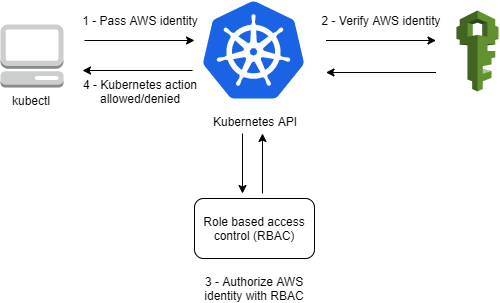 1 - Pass AWS identity
2 - Verify AWS identity
kubectl
4 - Kubernetes action
allowed/denied
Kubernetes API
Role based access
control (RBAC)
3 - Authorize AWS
identity with RBAC